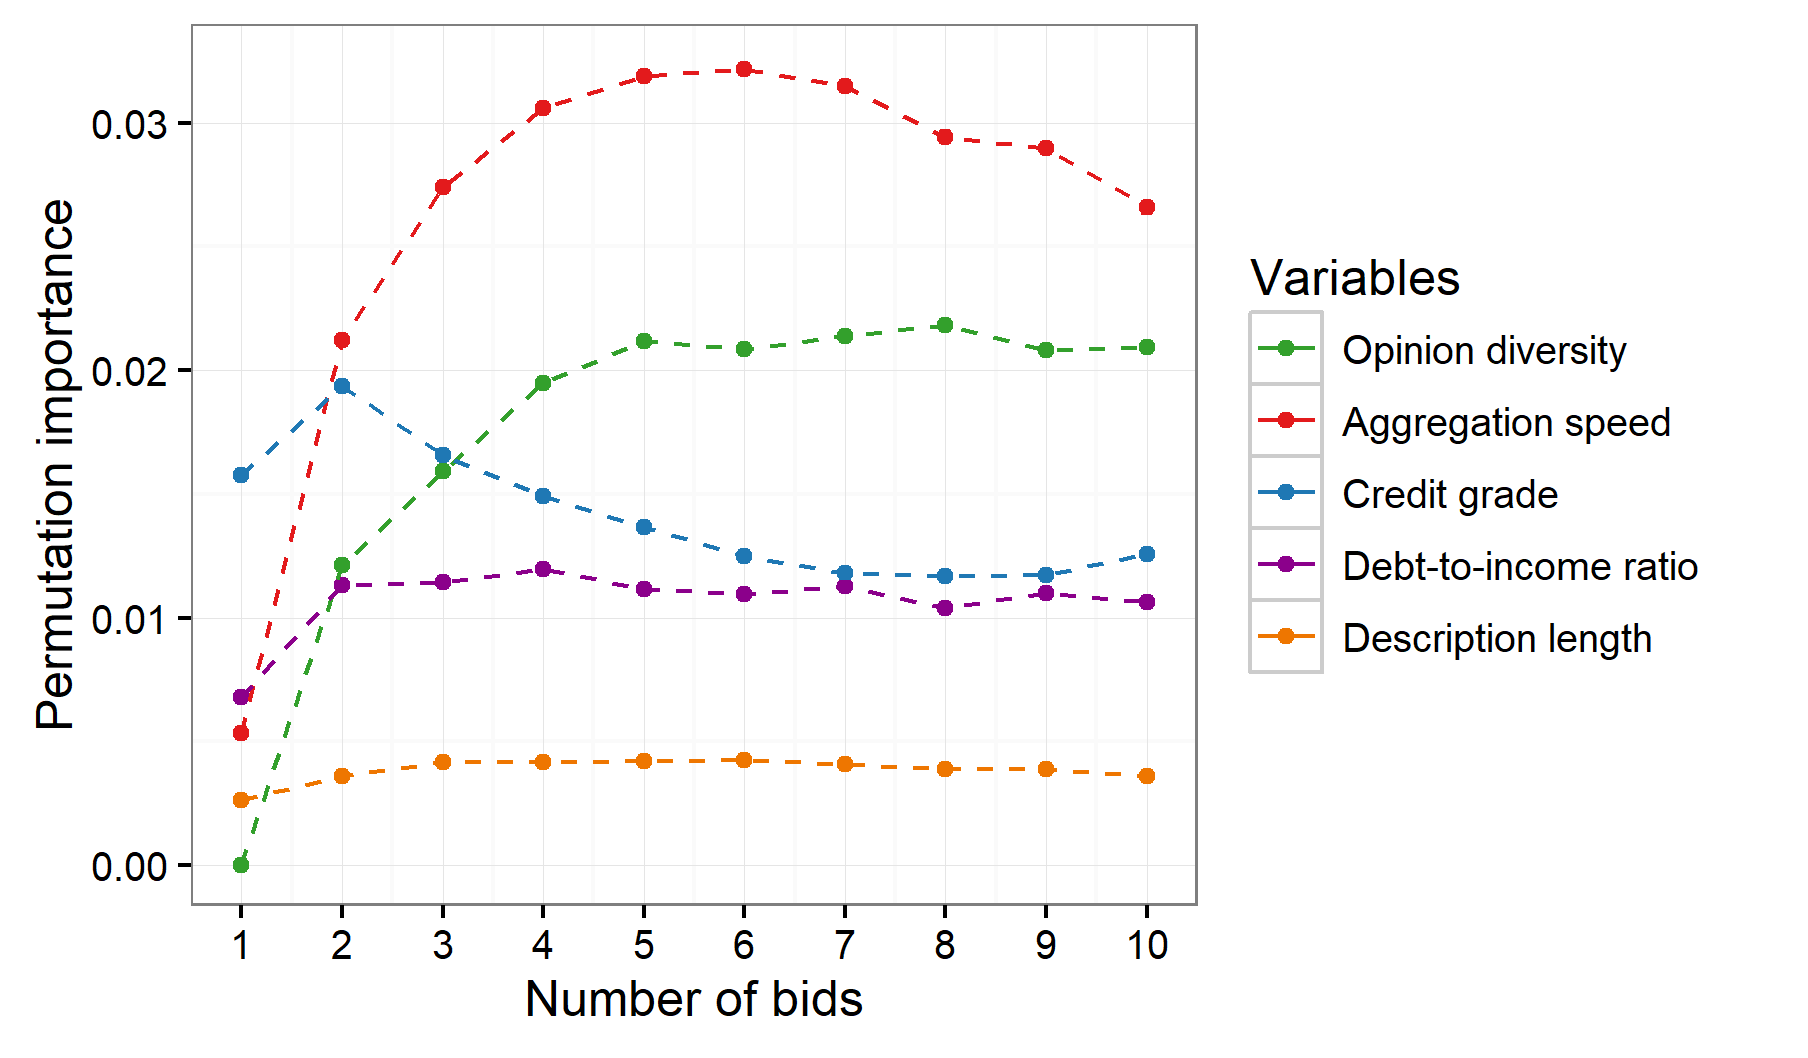 Permutation importance
0.03
0.02
0.01
0.00
1 2 3 4 5 6 7 8 9 10
Number of bids
Variables
Opinion diversity
Aggregation speed
Credit grade
Debt-to-income ratio
Description length